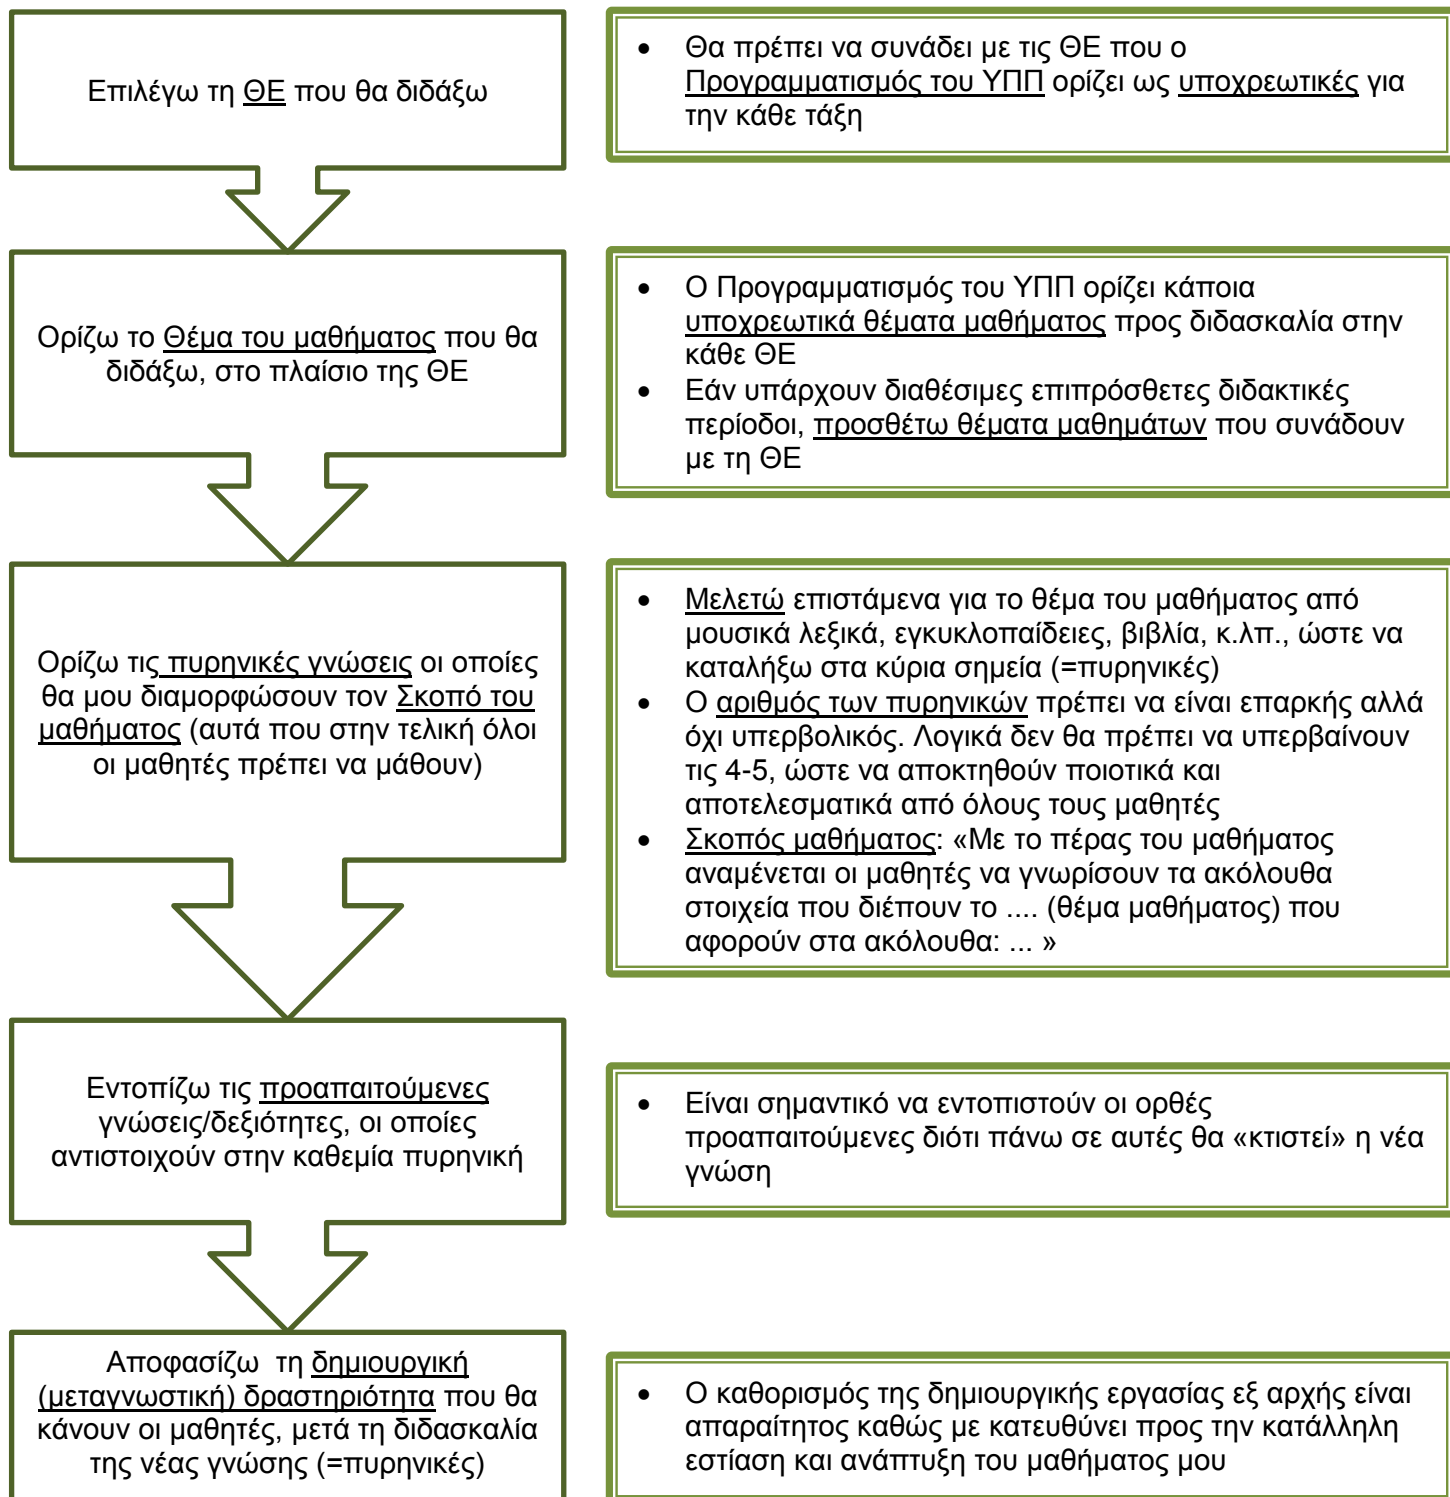 Επιλέγω τη ΘΕ που θα διδάξω
• Θα πρέπει να συνάδει με τις ΘΕ που ο
Προγραμματισμός του ΥΠΠ ορίζει ως υποχρεωτικές για
την κάθε τάξη
Ορίζω το Θέμα του μαθήματος που θα
διδάξω, στο πλαίσιο της ΘΕ
• Ο Προγραμματισμός του ΥΠΠ ορίζει κάποια
υποχρεωτικά θέματα μαθήματος προς διδασκαλία στην
κάθε ΘΕ
• Εάν υπάρχουν διαθέσιμες επιπρόσθετες διδακτικές
περίοδοι, προσθέτω θέματα μαθημάτων που συνάδουν
με τη ΘΕ
Ορίζω τις πυρηνικές γνώσεις οι οποίες
θα μου διαμορφώσουν τον Σκοπό του
μαθήματος (αυτά που στην τελική όλοι
οι μαθητές πρέπει να μάθουν)
• Μελετώ επιστάμενα για το θέμα του μαθήματος από
μουσικά λεξικά, εγκυκλοπαίδειες, βιβλία, κ.λπ., ώστε να
καταλήξω στα κύρια σημεία (=πυρηνικές)
• Ο αριθμός των πυρηνικών πρέπει να είναι επαρκής αλλά
όχι υπερβολικός. Λογικά δεν θα πρέπει να υπερβαίνουν
τις 4-5, ώστε να αποκτηθούν ποιοτικά και
αποτελεσματικά από όλους τους μαθητές
• Σκοπός μαθήματος: «Με το πέρας του μαθήματος
αναμένεται οι μαθητές να γνωρίσουν τα ακόλουθα
στοιχεία που διέπουν το .... (θέμα μαθήματος) που
αφορούν στα ακόλουθα: ... »
Εντοπίζω τις προαπαιτούμενες
γνώσεις/δεξιότητες, οι οποίες
αντιστοιχούν στην καθεμία πυρηνική
• Είναι σημαντικό να εντοπιστούν οι ορθές
προαπαιτούμενες διότι πάνω σε αυτές θα «κτιστεί» η νέα
γνώση
Αποφασίζω τη δημιουργική
(μεταγνωστική) δραστηριότητα που θα
κάνουν οι μαθητές, μετά τη διδασκαλία
της νέας γνώσης (=πυρηνικές)
• Ο καθορισμός της δημιουργικής εργασίας εξ αρχής είναι
απαραίτητος καθώς με κατευθύνει προς την κατάλληλη
εστίαση και ανάπτυξη του μαθήματος μου